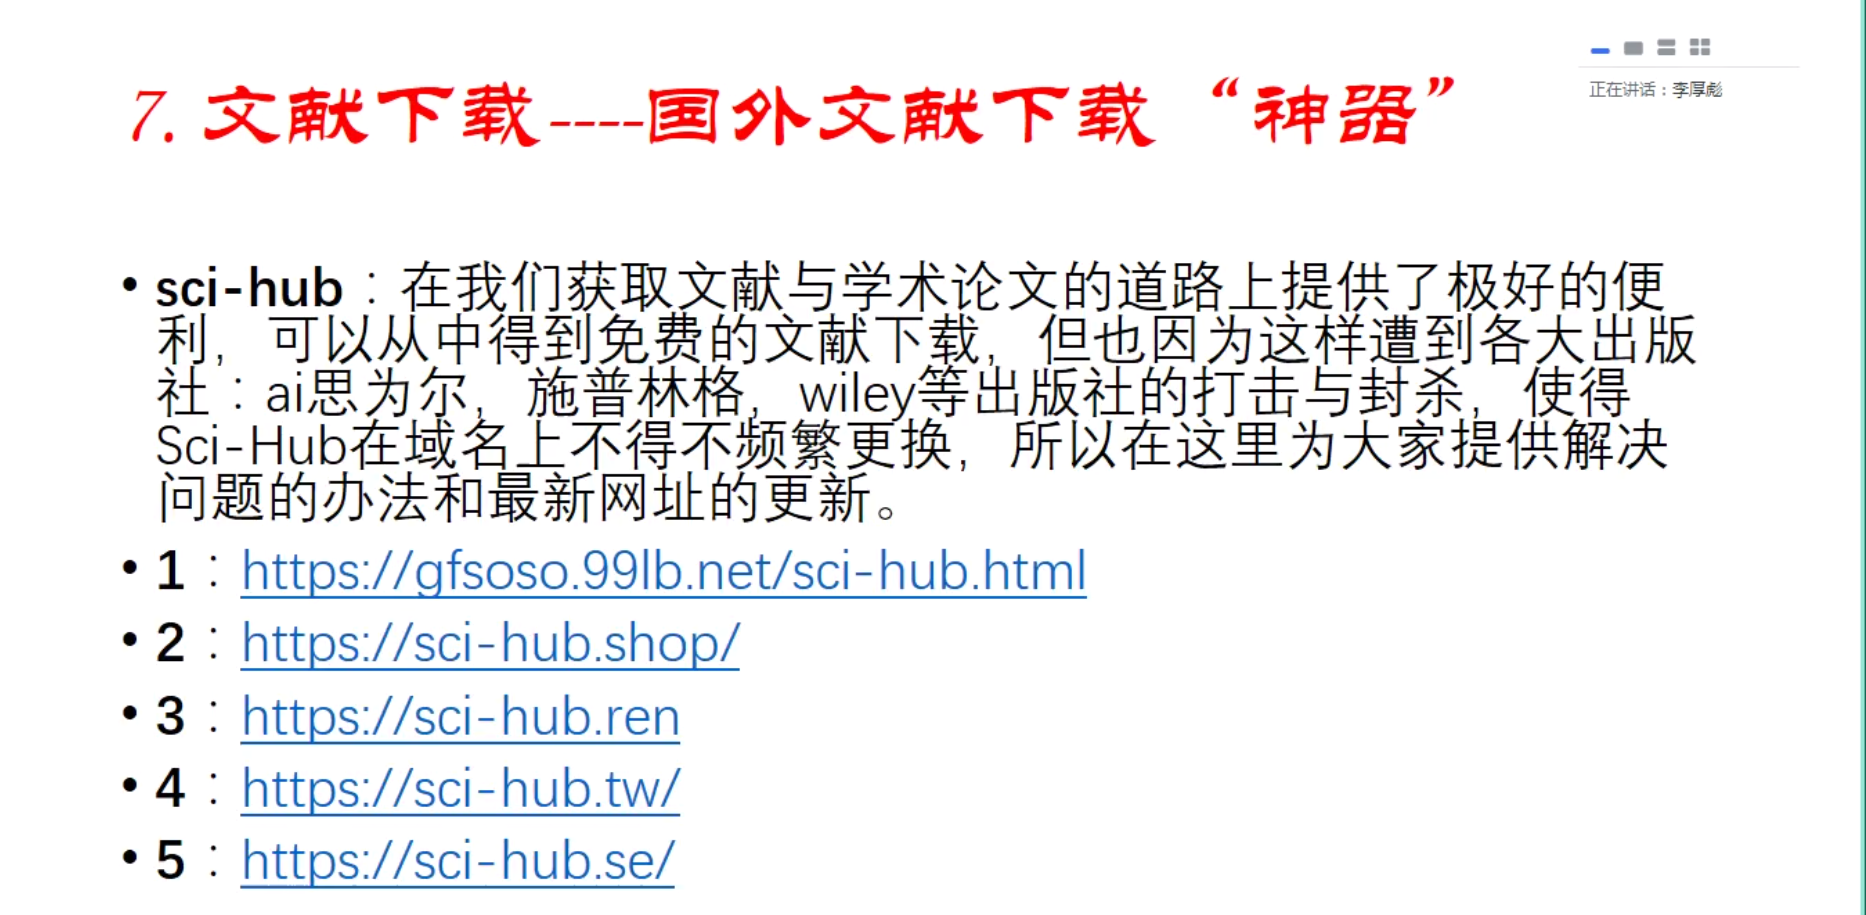 7. 文献下载----国外文献下载“神器”
正在讲话：李厚彪
• sci-hub：在我们获取文献与学术论文的道路上提供了极好的便
利，可以从中得到免费的文献下载，但也因为这样遭到各大出版
社：ai思为尔，施普林格，wiley等出版社的打击与封杀，使得
Sci-Hub在域名上不得不频繁更换，所以在这里为大家提供解决
问题的办法和最新网址的更新。
• 1：https://gfsoso.99lb.net/sci-hub.html
• 2：https://sci-hub.shop/
• 3：https://sci-hub.ren
• 4：https://sci-hub.tw/
• 5：https://sci-hub.se/